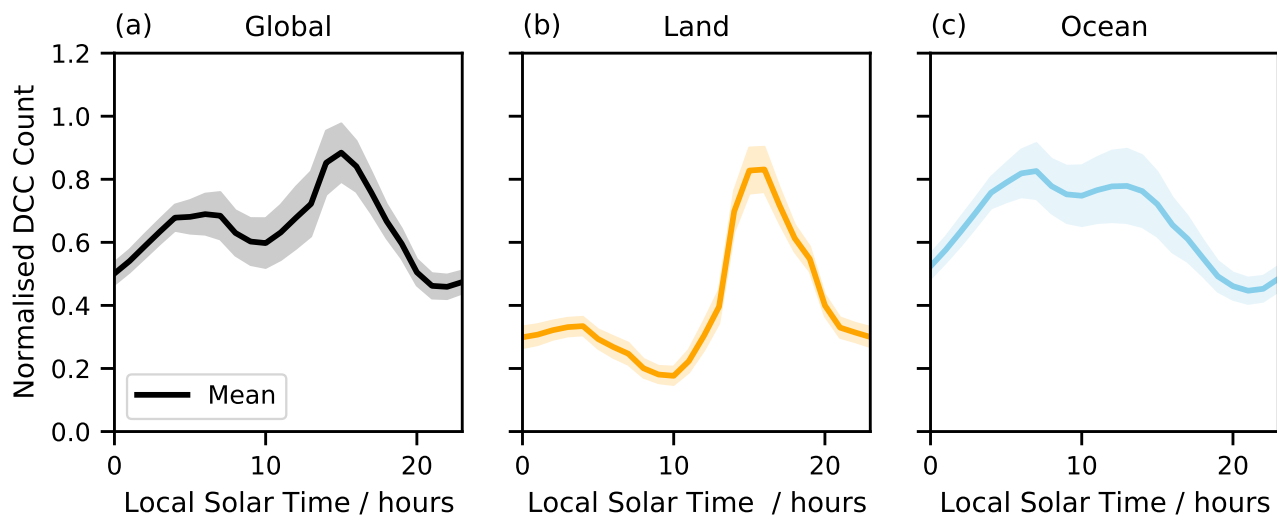 (a) Global
(b) Land
(c) Ocean
Normalised DCC Count
1.2
1.0
0.8
0.6
0.4
0.2
0.0
Mean
0 10 20
0 10 20
0 10 20
Local Solar Time / hours
Local Solar Time / hours
Local Solar Time / hours